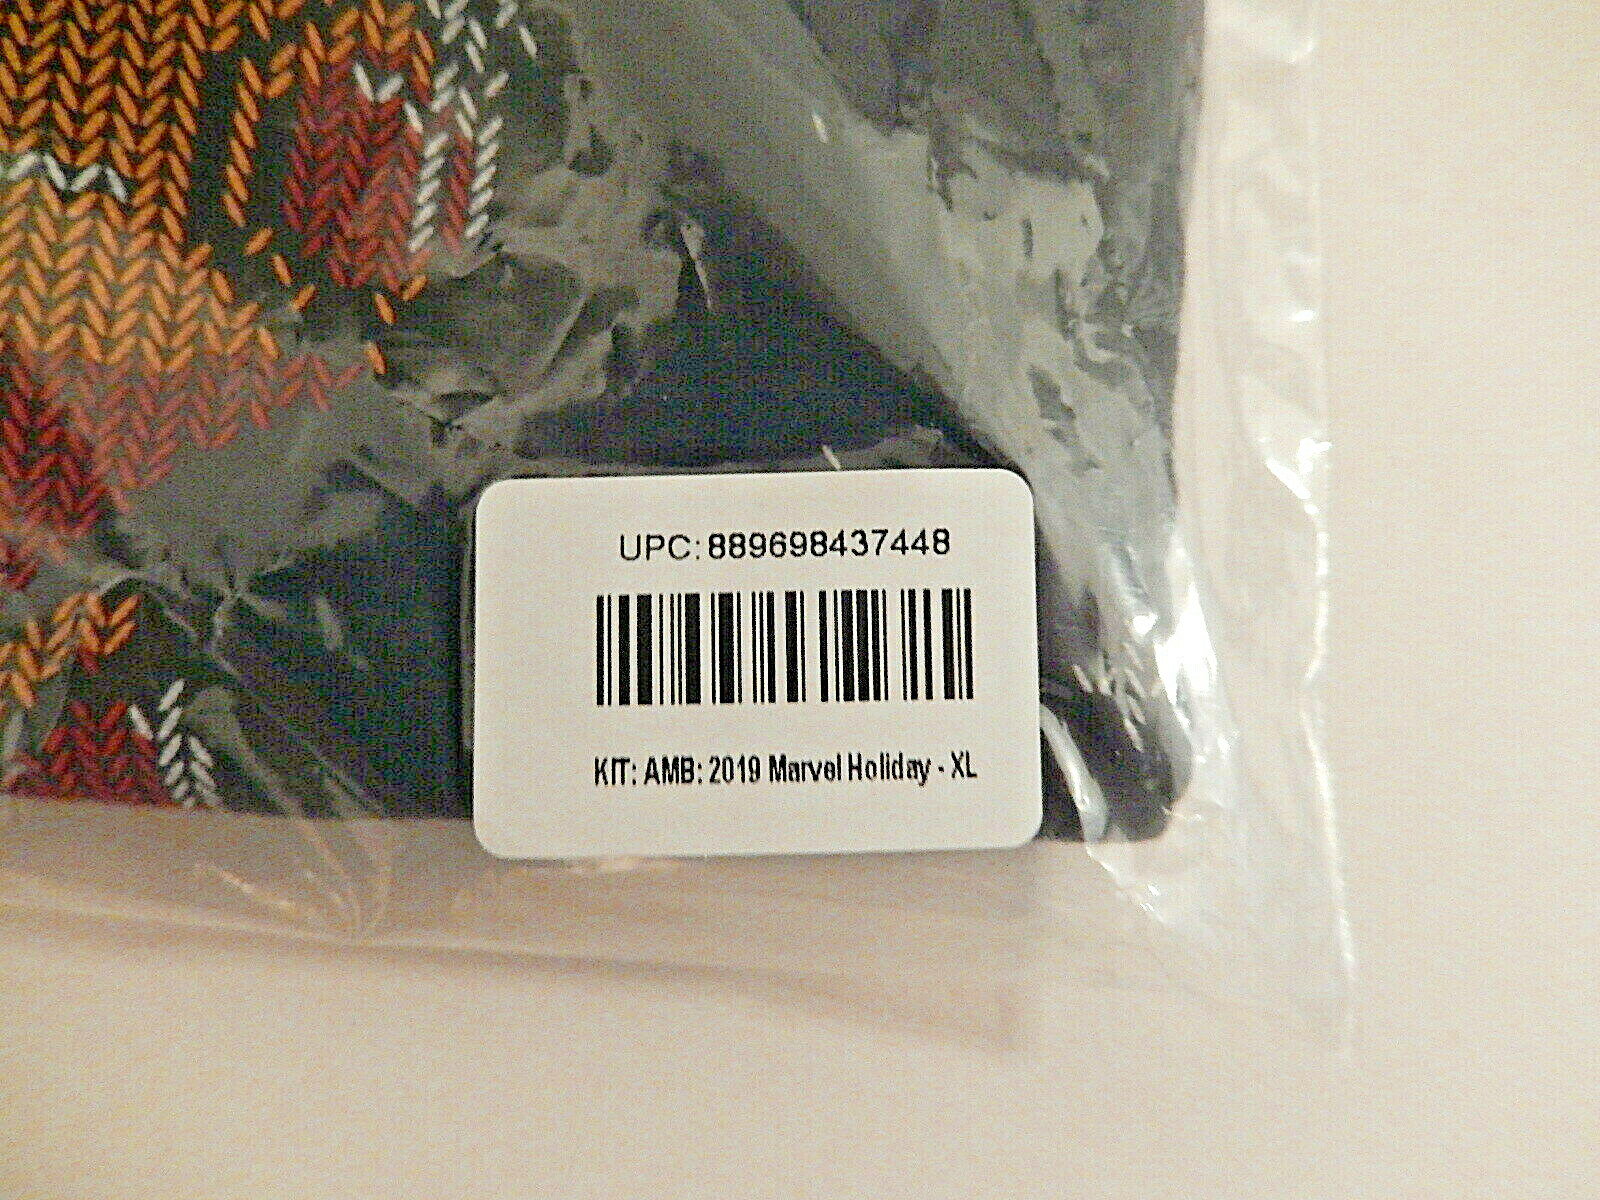 UPC: 889698437448
KIT: AMB: 2019 Marvel Holiday - XL